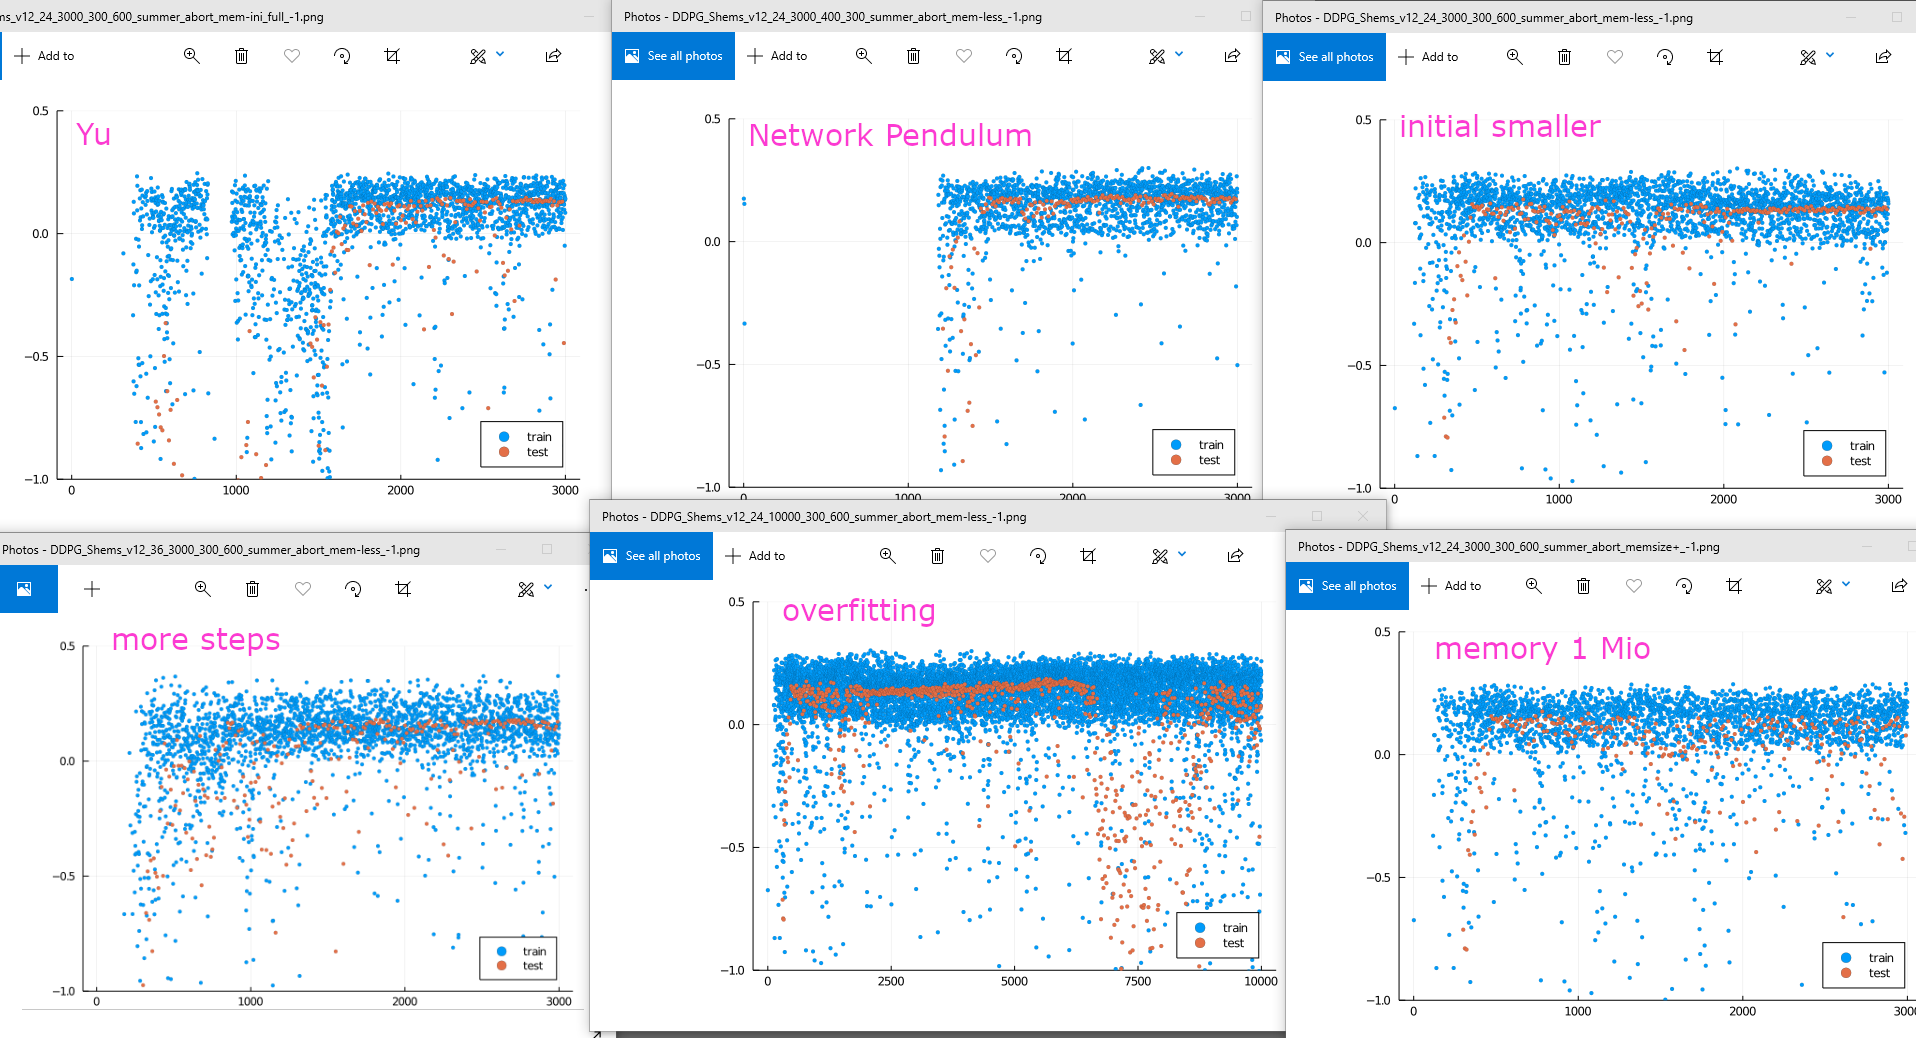 ms_v12_24_3000_300_600_summer_abort_mem-ini_full_-1.png
Add to
0.5
Yu
0.0
−0.5
−1.0
0 1000 2000 3000
train
test
Photos - DDPG_Shems_v12_24_3000_400_300_summer_abort_mem-less_-1.png
See all photos Add to
0.5
Network Pendulum
0.0
−0.5
−1.0
0 1000 2000 3000
train
test
Photos - DDPG_Shems_v12_24_3000_300_600_summer_abort_mem-less_-1.png
See all photos Add to
0.5
initial smaller
0.0
−0.5
−1.0
0 1000 2000 3000
train
test
Photos - DDPG_Shems_v12_36_3000_300_600_summer_abort_mem-less_-1.png
0.5
more steps
0.0
−0.5
−1.0
0 1000 2000 3000
train
test
Photos - DDPG_Shems_v12_24_10000_300_600_summer_abort_mem-less_-1.png
See all photos Add to
0.5
overfitting
0.0
−0.5
−1.0
0 2500 5000 7500 10000
train
test
Photos - DDPG_Shems_v12_24_3000_300_600_summer_abort_memsize+_-1.png
See all photos Add to
0.5
memory 1 Mio
0.0
−0.5
−1.0
0 1000 2000
train
test